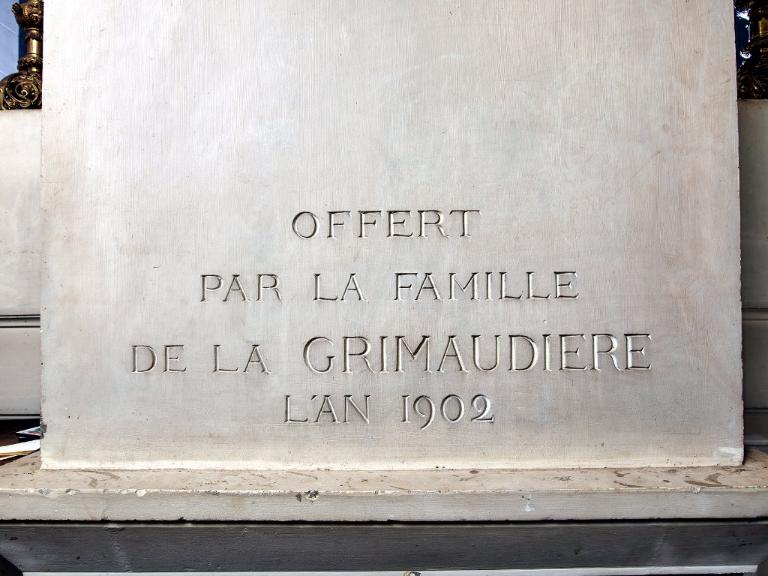 OFFERT
PAR LA FAMILLE
DE LA GRIMAUDIERE
L'AN 1902